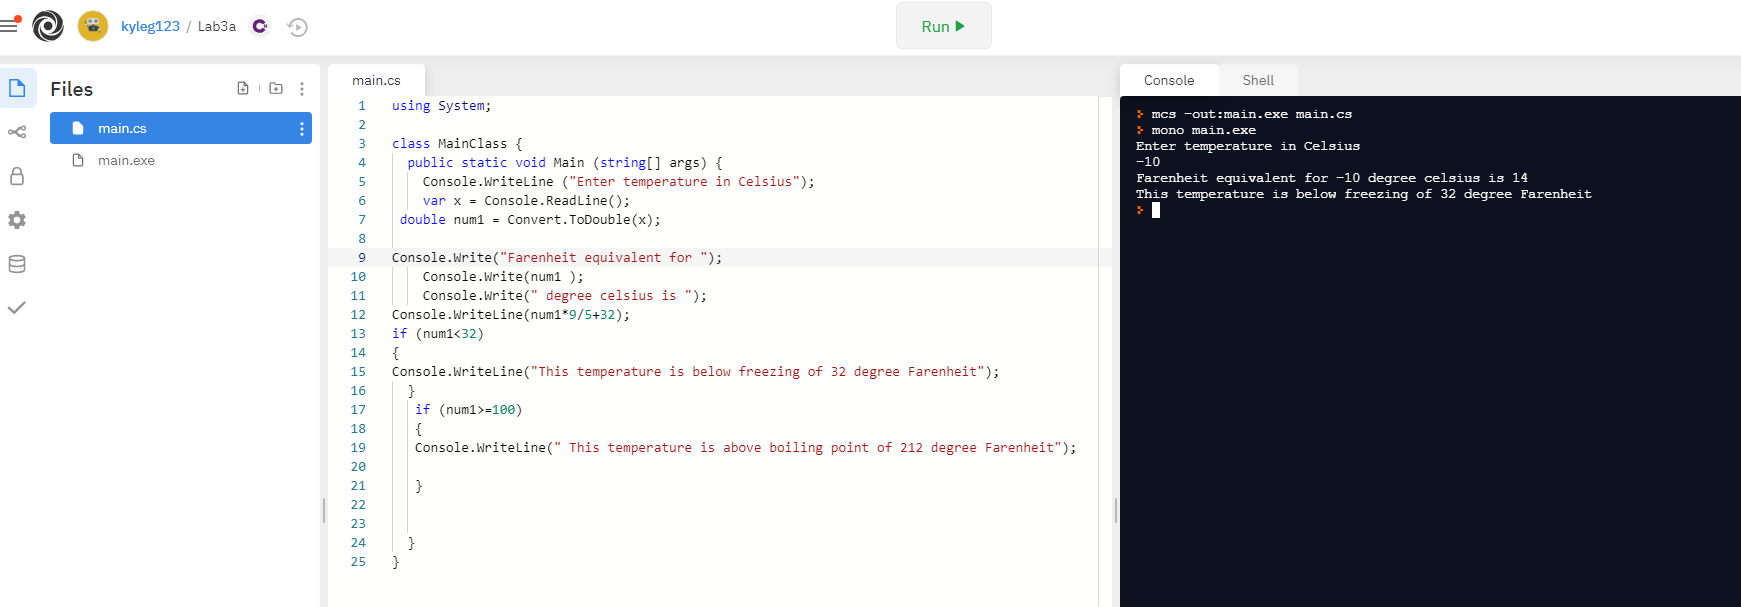 kyleg123 / Lab3a
Run
Files
main.cs
main.exe
main.cs
1 using System;
2
3 class MainClass {
4 public static void Main (string[] args) {
5 Console.WriteLine ("Enter temperature in Celsius");
6 var x = Console.ReadLine();
7 double num1 = Convert.ToDouble(x);
8
9 Console.Write("Farenheit equivalent for ");
10 Console.Write(num1 );
11 Console.Write(" degree celsius is ");
12 Console.WriteLine(num1*9/5+32);
13 if (num1<32)
14 {
15 Console.WriteLine("This temperature is below freezing of 32 degree Farenheit");
16 }
17 if (num1>=100)
18 {
19 Console.WriteLine(" This temperature is above boiling point of 212 degree Farenheit");
20
21 }
22
23
24 }
25 }
Console Shell
mcs -out:main.exe main.cs
mono main.exe
Enter temperature in Celsius
-10
Farenheit equivalent for -10 degree celsius is 14
This temperature is below freezing of 32 degree Farenheit